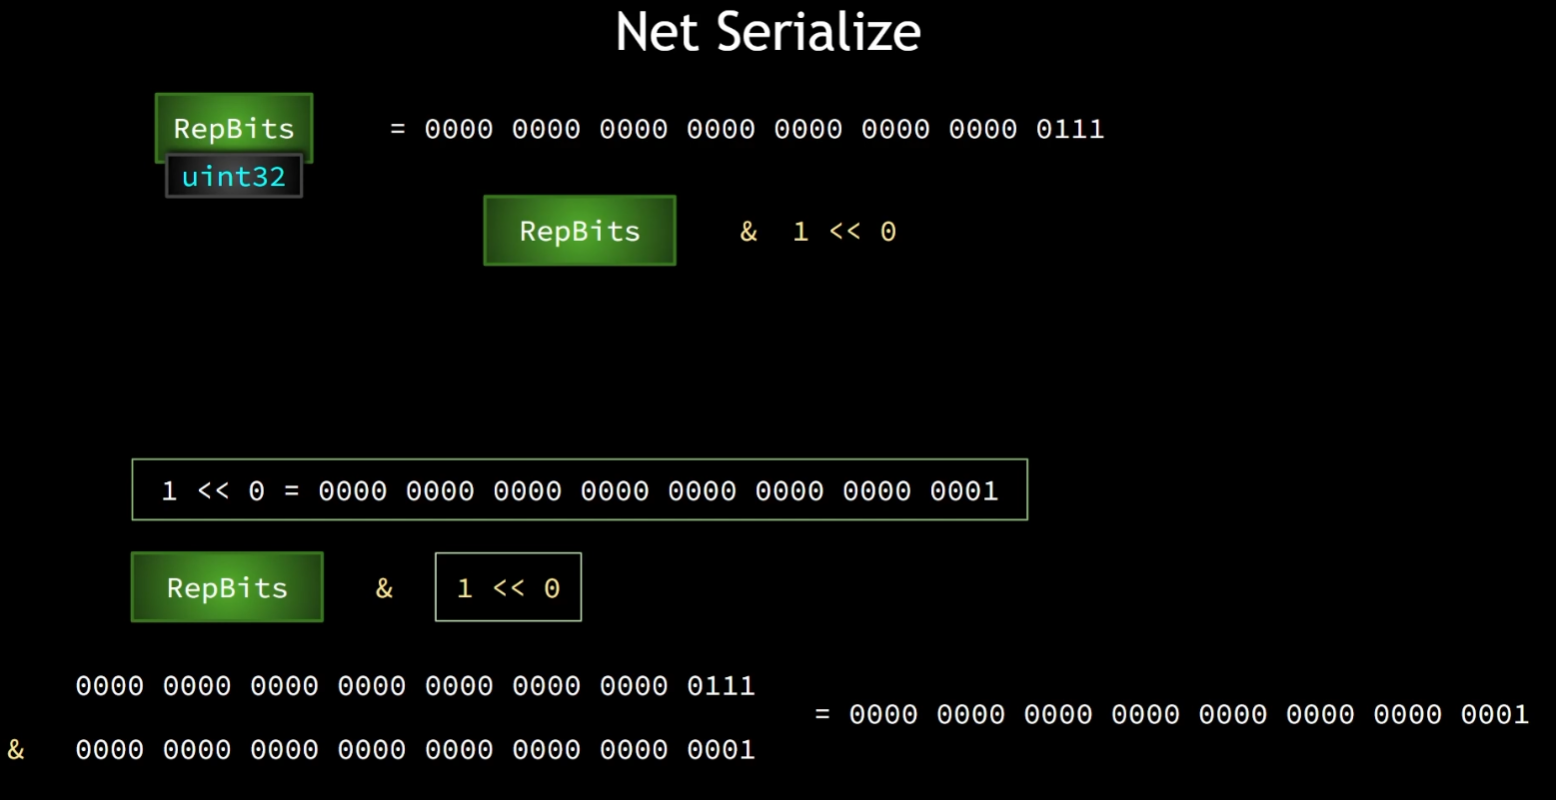 Net Serialize
RepBits = 0000 0000 0000 0000 0000 0000 0000 0111
uint32
RepBits & 1 << 0
1 << 0 = 0000 0000 0000 0000 0000 0000 0000 0001
RepBits & 1 << 0
0000 0000 0000 0000 0000 0000 0000 0111
= 0000 0000 0000 0000 0000 0000 0000 0001
& 0000 0000 0000 0000 0000 0000 0000 0001